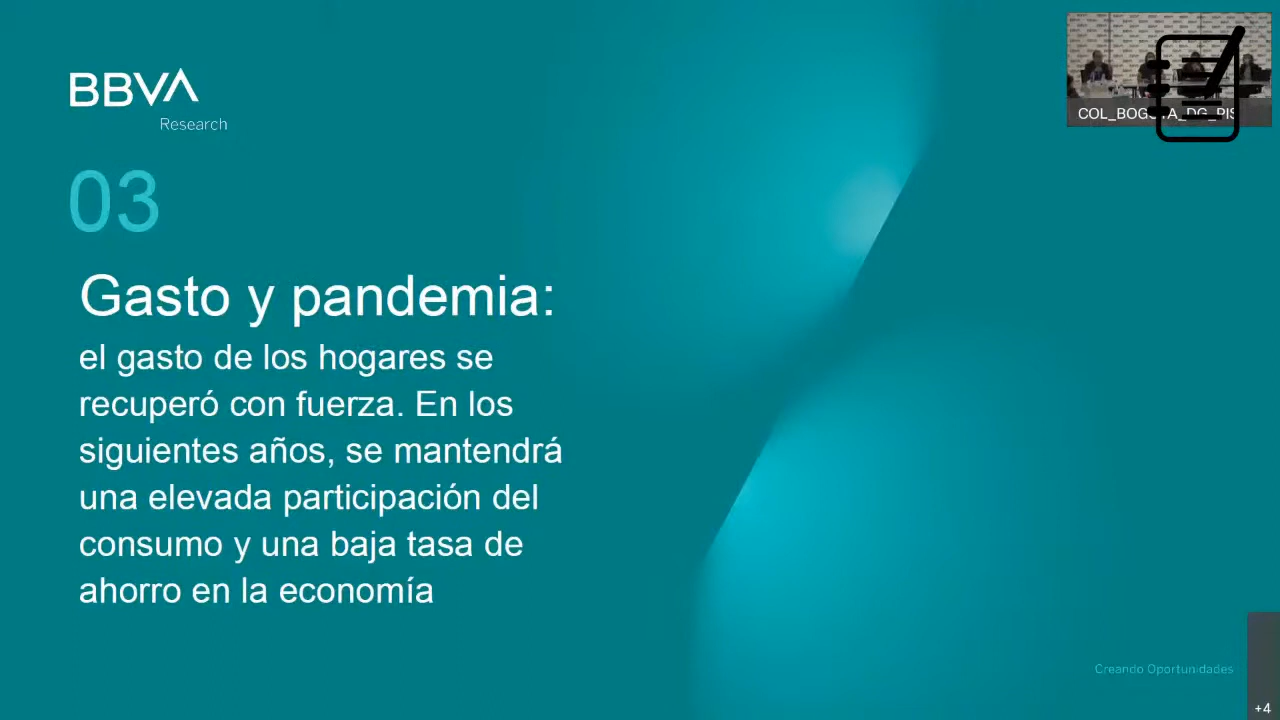 BBVA
Research
COL_BOGOTA_DG_PIS
03
Gasto y pandemia:
el gasto de los hogares se
recuperó con fuerza. En los
siguientes años, se mantendrá
una elevada participación del
consumo y una baja tasa de
ahorro en la economía
Creando Oportunidades
+4